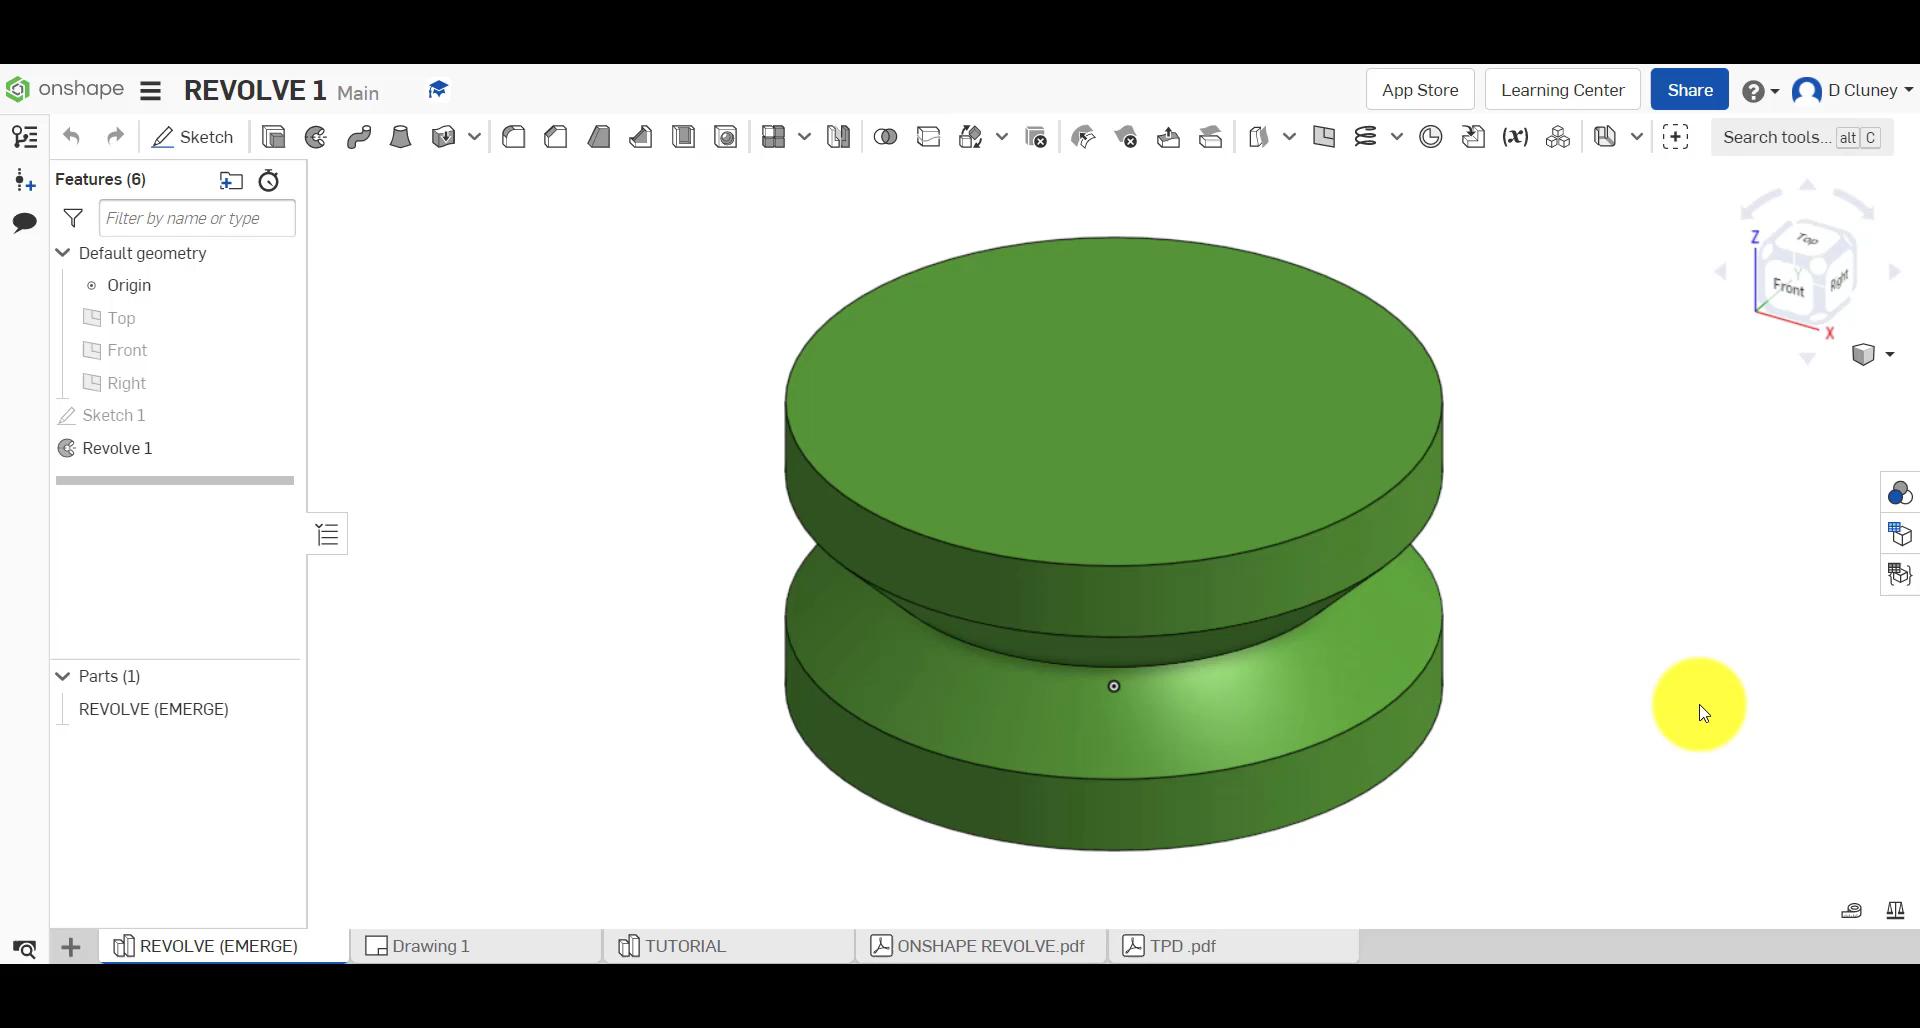 onshape REVOLVE 1 Main App Store Learning Center Share D Cluney
Sketch (x) Search tools... alt C
Features (6)
Filter by name or type
Default geometry
Origin
Top
Front
Right
Sketch 1
Revolve 1
Parts (1)
REVOLVE (EMERGE)
Z
Top
Front
Right
Y
X
REVOLVE (EMERGE) Drawing 1 TUTORIAL ONSHAPE REVOLVE.pdf TPD .pdf